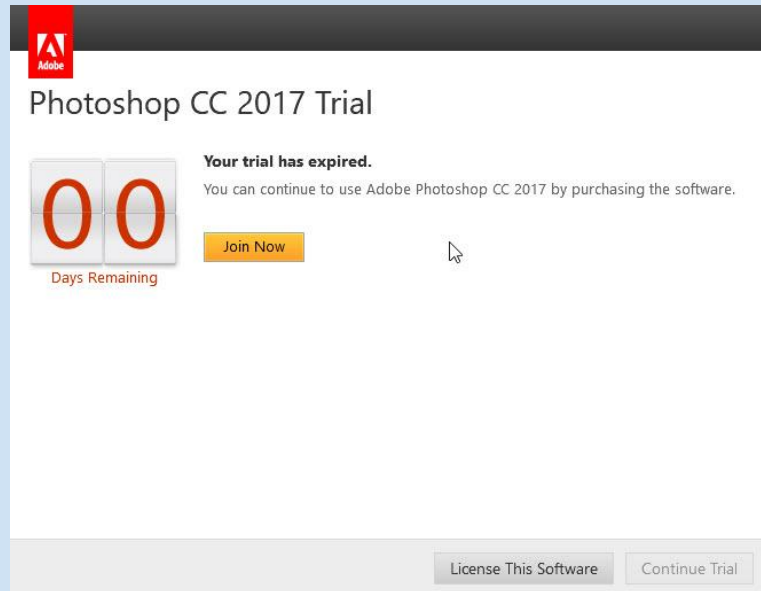 Adobe
Photoshop CC 2017 Trial
00
Days Remaining
Your trial has expired.
You can continue to use Adobe Photoshop CC 2017 by purchasing the software.
Join Now
License This Software
Continue Trial